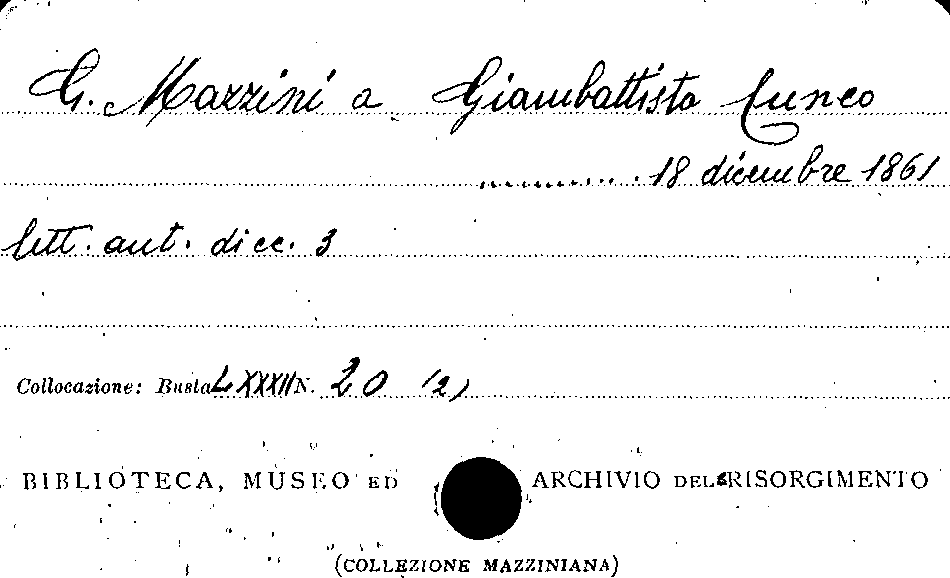 G. Mazzini a Giambattista Cuneo
......... 18 dicembre 1861
lett. aut. dicc. 3
Collocazione: Busta LXXXII N. 20 (2)
BIBLIOTECA, MUSEO ED ARCHIVIO DEL RISORGIMENTO
(COLLEZIONE MAZZINIANA)